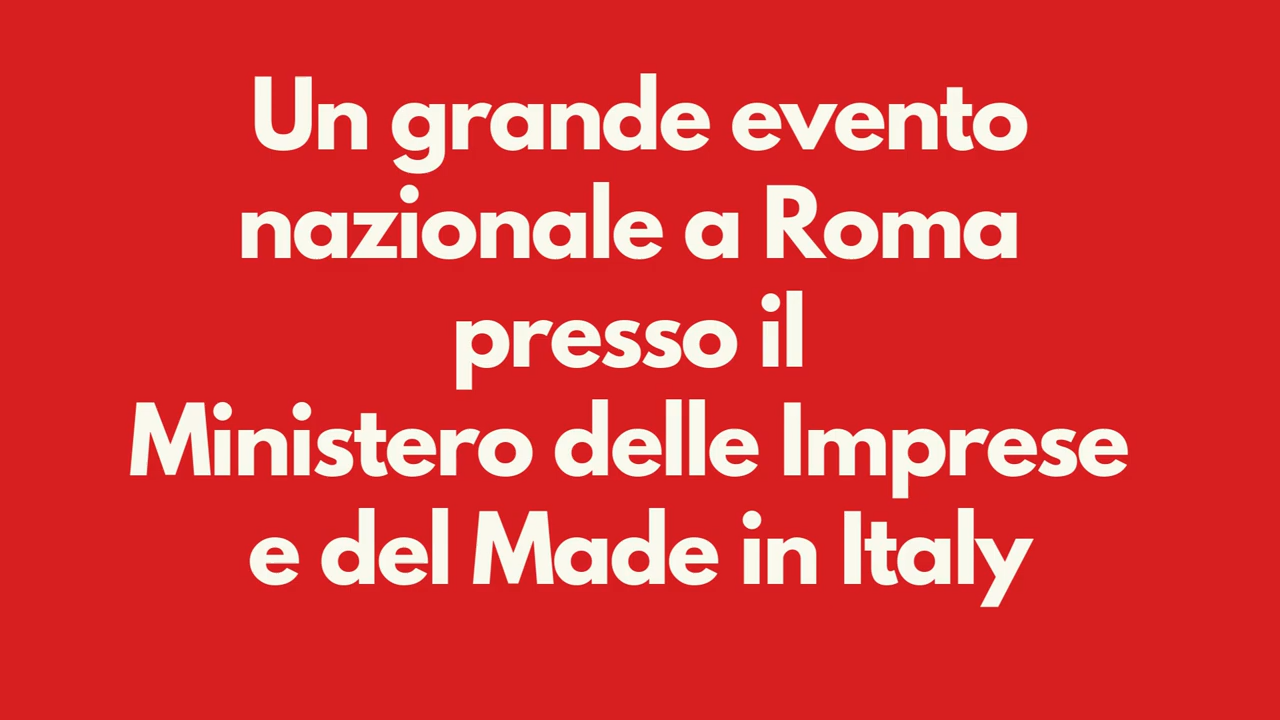 Un grande evento
nazionale a Roma
presso il
Ministero delle Imprese
e del Made in Italy